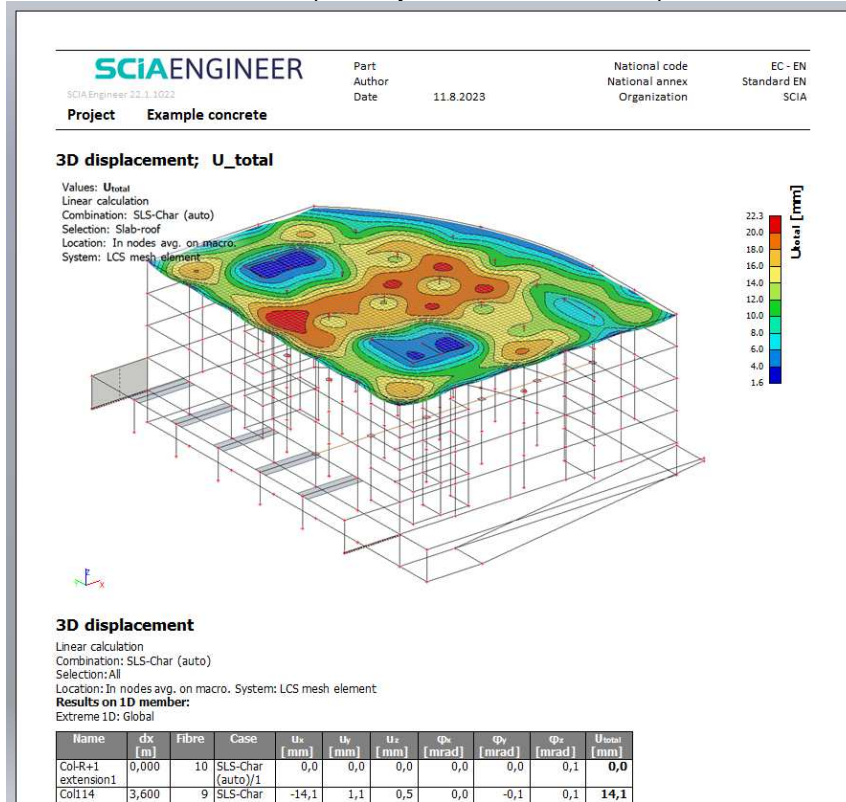 SCiAENGINEER
SCIA Engineer 22.1.1022
Project Example concrete
Part
Author
Date 11.8.2023
National code EC - EN
National annex Standard EN
Organization SCIA
3D displacement; U_total
Values: Utotal
Linear calculation
Combination: SLS-Char (auto)
Selection: Slab-roof
Location: In nodes avg. on macro.
System: LCS mesh element
Utotal [mm]
22.3
20.0
18.0
16.0
14.0
12.0
10.0
8.0
6.0
4.0
1.6
z
Y
x
3D displacement
Linear calculation
Combination: SLS-Char (auto)
Selection: All
Location: In nodes avg. on macro. System: LCS mesh element
Results on 1D member:
Extreme 1D: Global
Name dx [m] Fibre Case ux [mm] uy [mm] uz [mm] φx [mrad] φy [mrad] φz [mrad] Utotal [mm]
Col-R+1 extension1 0,000 10 SLS-Char (auto)/1 0,0 0,0 0,0 0,0 0,0 0,1 0,0
Col114 3,600 9 SLS-Char -14,1 1,1 0,5 0,0 -0,1 0,1 14,1